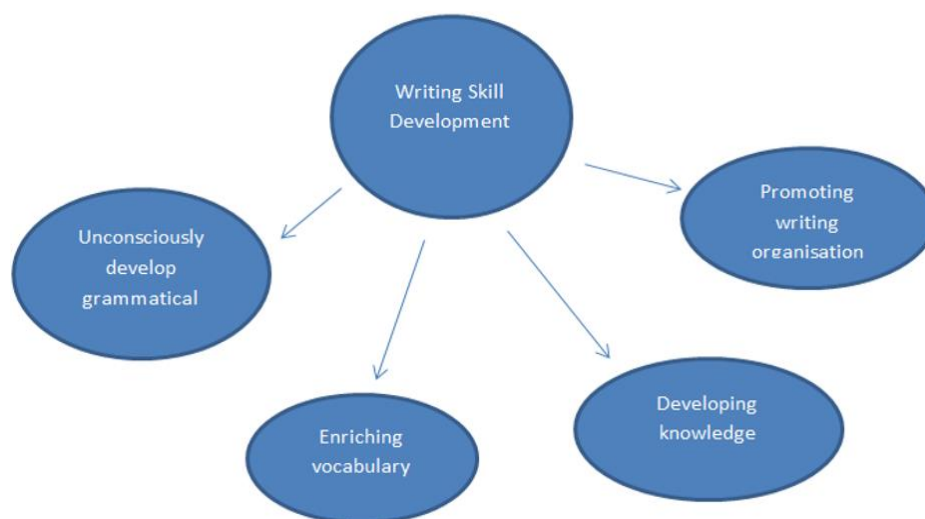 Writing Skill
Development
Promoting
writing
organisation
Unconsciously
develop
grammatical
Developing
knowledge
Enriching
vocabulary